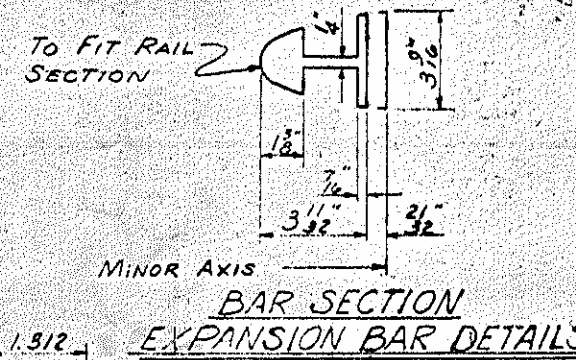 TO FIT RAIL
SECTION
1/4"
3 9/16"
1 3/8"
7/16"
3 11/32"
21/32"
MINOR AXIS
BAR SECTION
EXPANSION BAR DETAILS
1.312